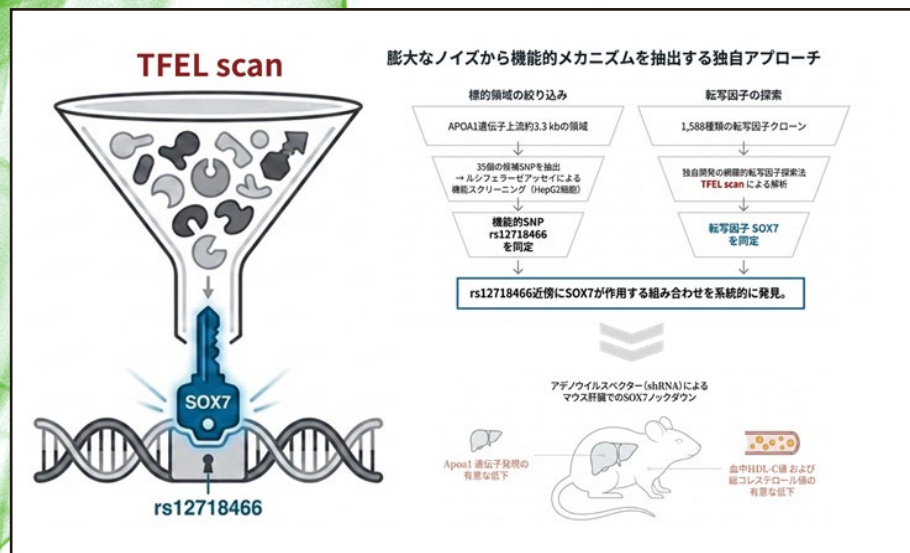 TFEL scan
SOX7
rs12718466
膨大なノイズから機能的メカニズムを抽出する独自アプローチ
標的領域の絞り込み
APOA1遺伝子上流約3.3 kbの領域
35個の候補SNPを抽出
→ ルシフェラーゼアッセイによる
機能スクリーニング（HepG2細胞）
機能的SNP
rs12718466
を同定
転写因子の探索
1,588種類の転写因子クローン
独自開発の網羅的転写因子探索法
TFEL scan による解析
転写因子 SOX7
を同定
rs12718466近傍にSOX7が作用する組み合わせを系統的に発見。
アデノウイルスベクター（shRNA）による
マウス肝臓でのSOX7ノックダウン
Apoa1 遺伝子発現の
有意な低下
血中HDL-C値 および
総コレステロール値の
有意な低下